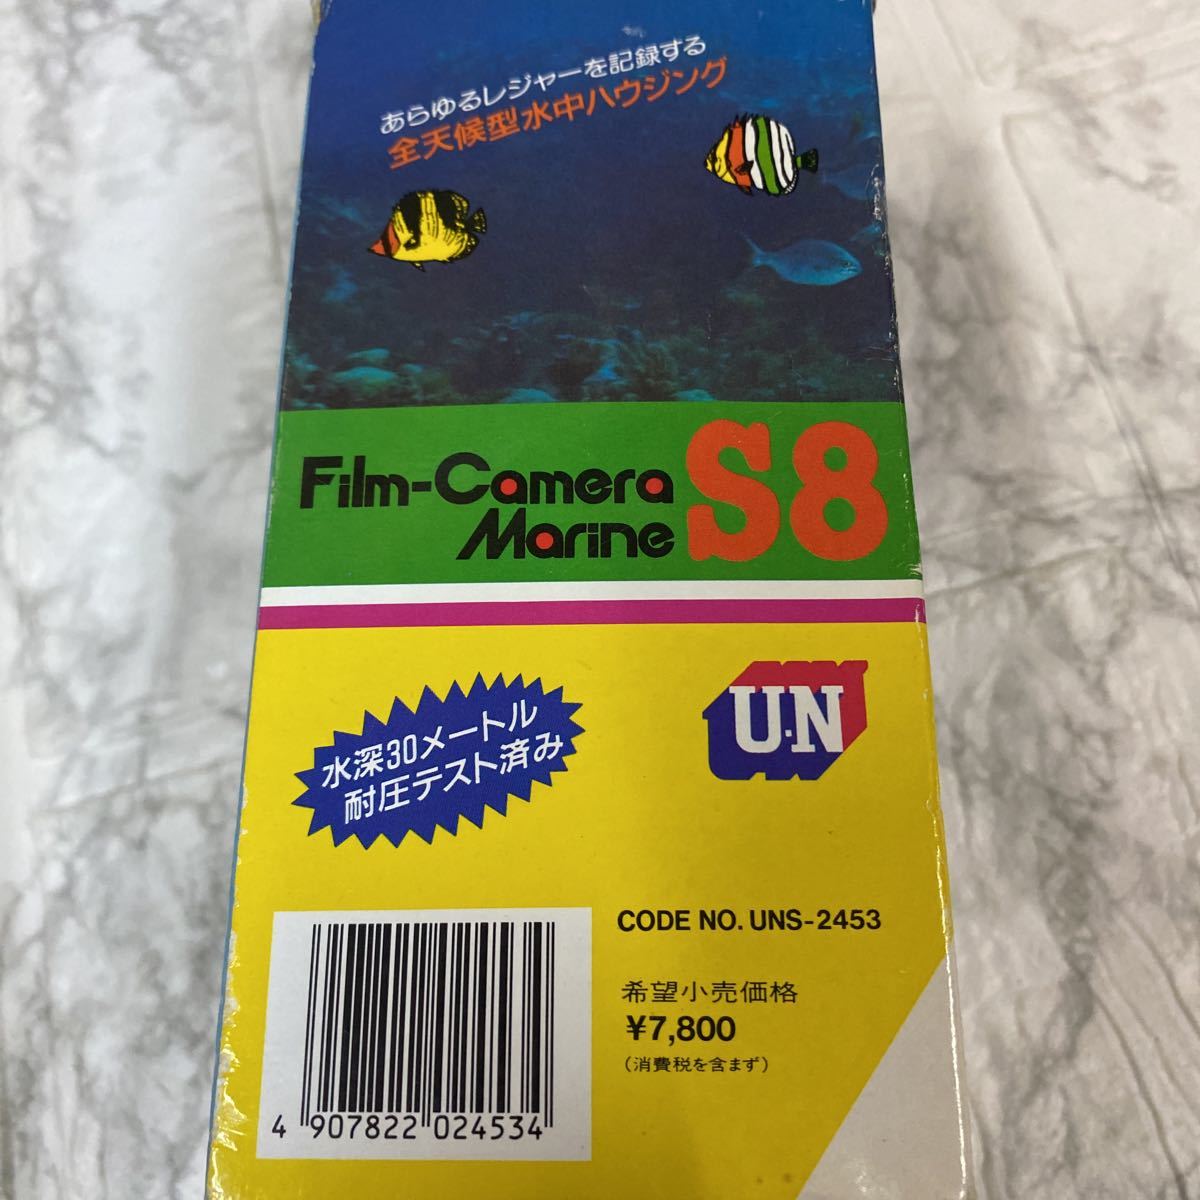 あらゆるレジャーを記録する
全天候型水中ハウジング
Film-Camera
Marine
S8
水深30メートル
耐圧テスト済み
U.N
CODE NO. UNS-2453
希望小売価格
¥7,800
(消費税を含まず)
4 907822 024534